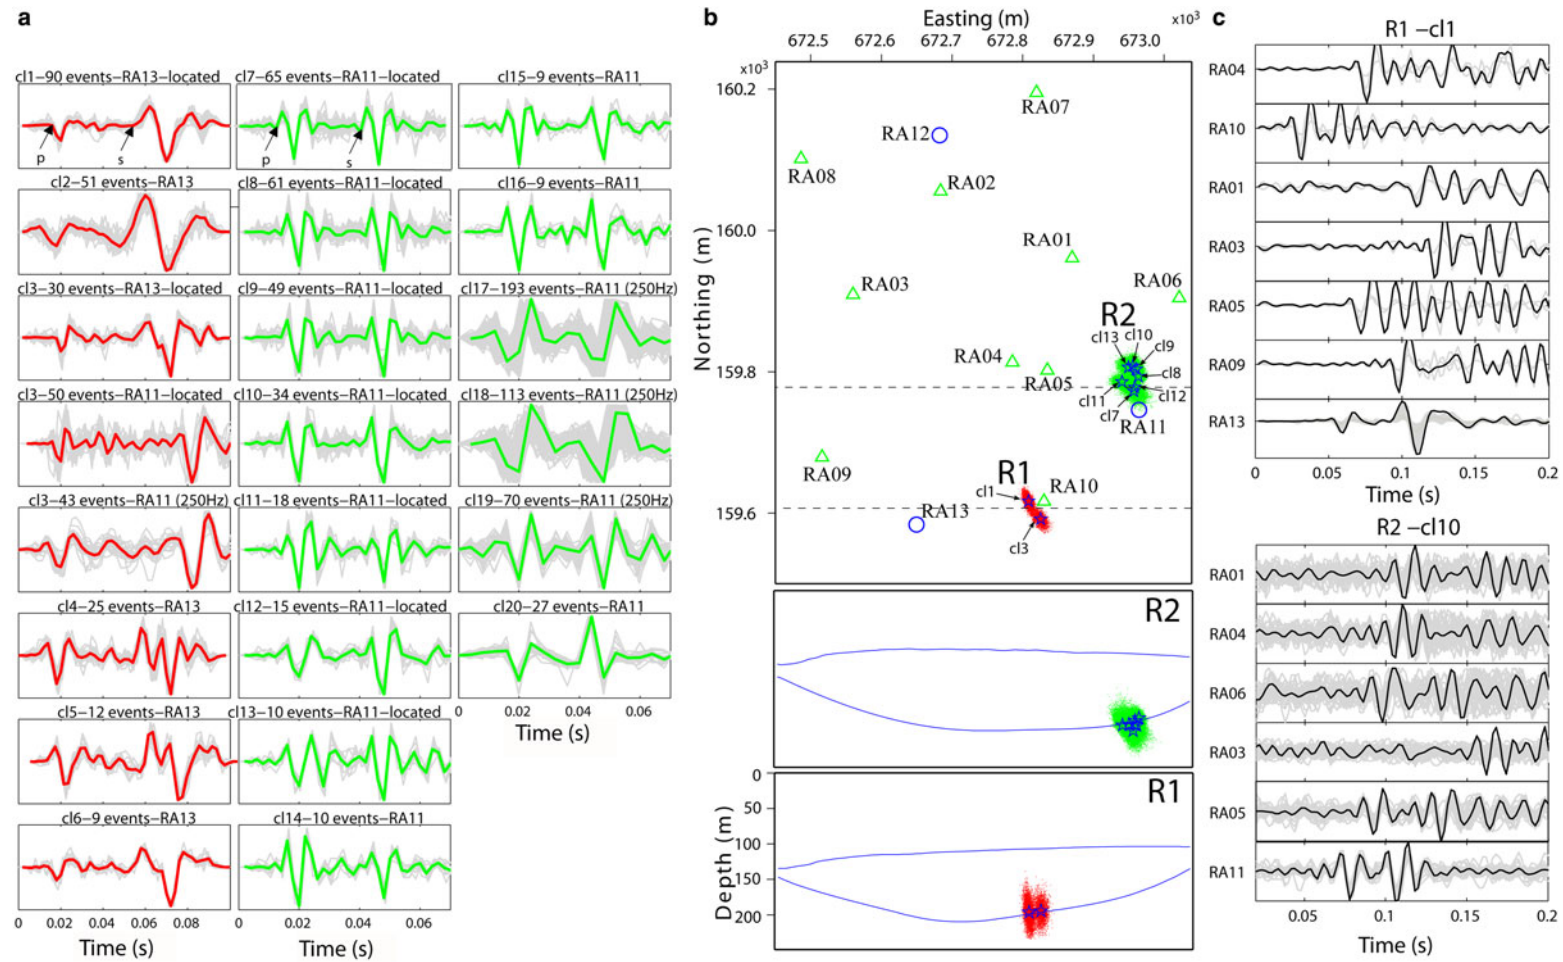 a
cl1–90 events–RA13–located
p
s
cl2–51 events–RA13
cl3–30 events–RA13–located
cl3–50 events–RA11–located
cl3–43 events–RA11 (250Hz)
cl4–25 events–RA13
cl5–12 events–RA13
cl6–9 events–RA13
0 0.02 0.04 0.06 0.08 0.1
Time (s)
cl7–65 events–RA11–located
p
s
cl8–61 events–RA11–located
cl9–49 events–RA11–located
cl10–34 events–RA11–located
cl11–18 events–RA11–located
cl12–15 events–RA11–located
cl13–10 events–RA11–located
cl14–10 events–RA11
0 0.02 0.04 0.06
Time (s)
cl15–9 events–RA11
cl16–9 events–RA11
cl17–193 events–RA11 (250Hz)
cl18–113 events–RA11 (250Hz)
cl19–70 events–RA11 (250Hz)
cl20–27 events–RA11
0 0.02 0.04 0.06
Time (s)
b
Easting (m)
x10³
672.5 672.6 672.7 672.8 672.9 673.0
x10³
160.2
160.0
159.8
159.6
Northing (m)
RA07
RA12
RA08
RA02
RA01
RA03
RA06
R2
cl13 cl10
cl9
RA04
cl8
RA05
cl11
cl12
cl7
RA11
R1
RA09
cl1
RA10
RA13
cl3
R2
R1
0
50
100
150
200
Depth (m)
c
R1 –cl1
RA04
RA10
RA01
RA03
RA05
RA09
RA13
0 0.05 0.1 0.15 0.2
Time (s)
R2 –cl10
RA01
RA04
RA06
RA03
RA05
RA11
0.05 0.1 0.15 0.2
Time (s)